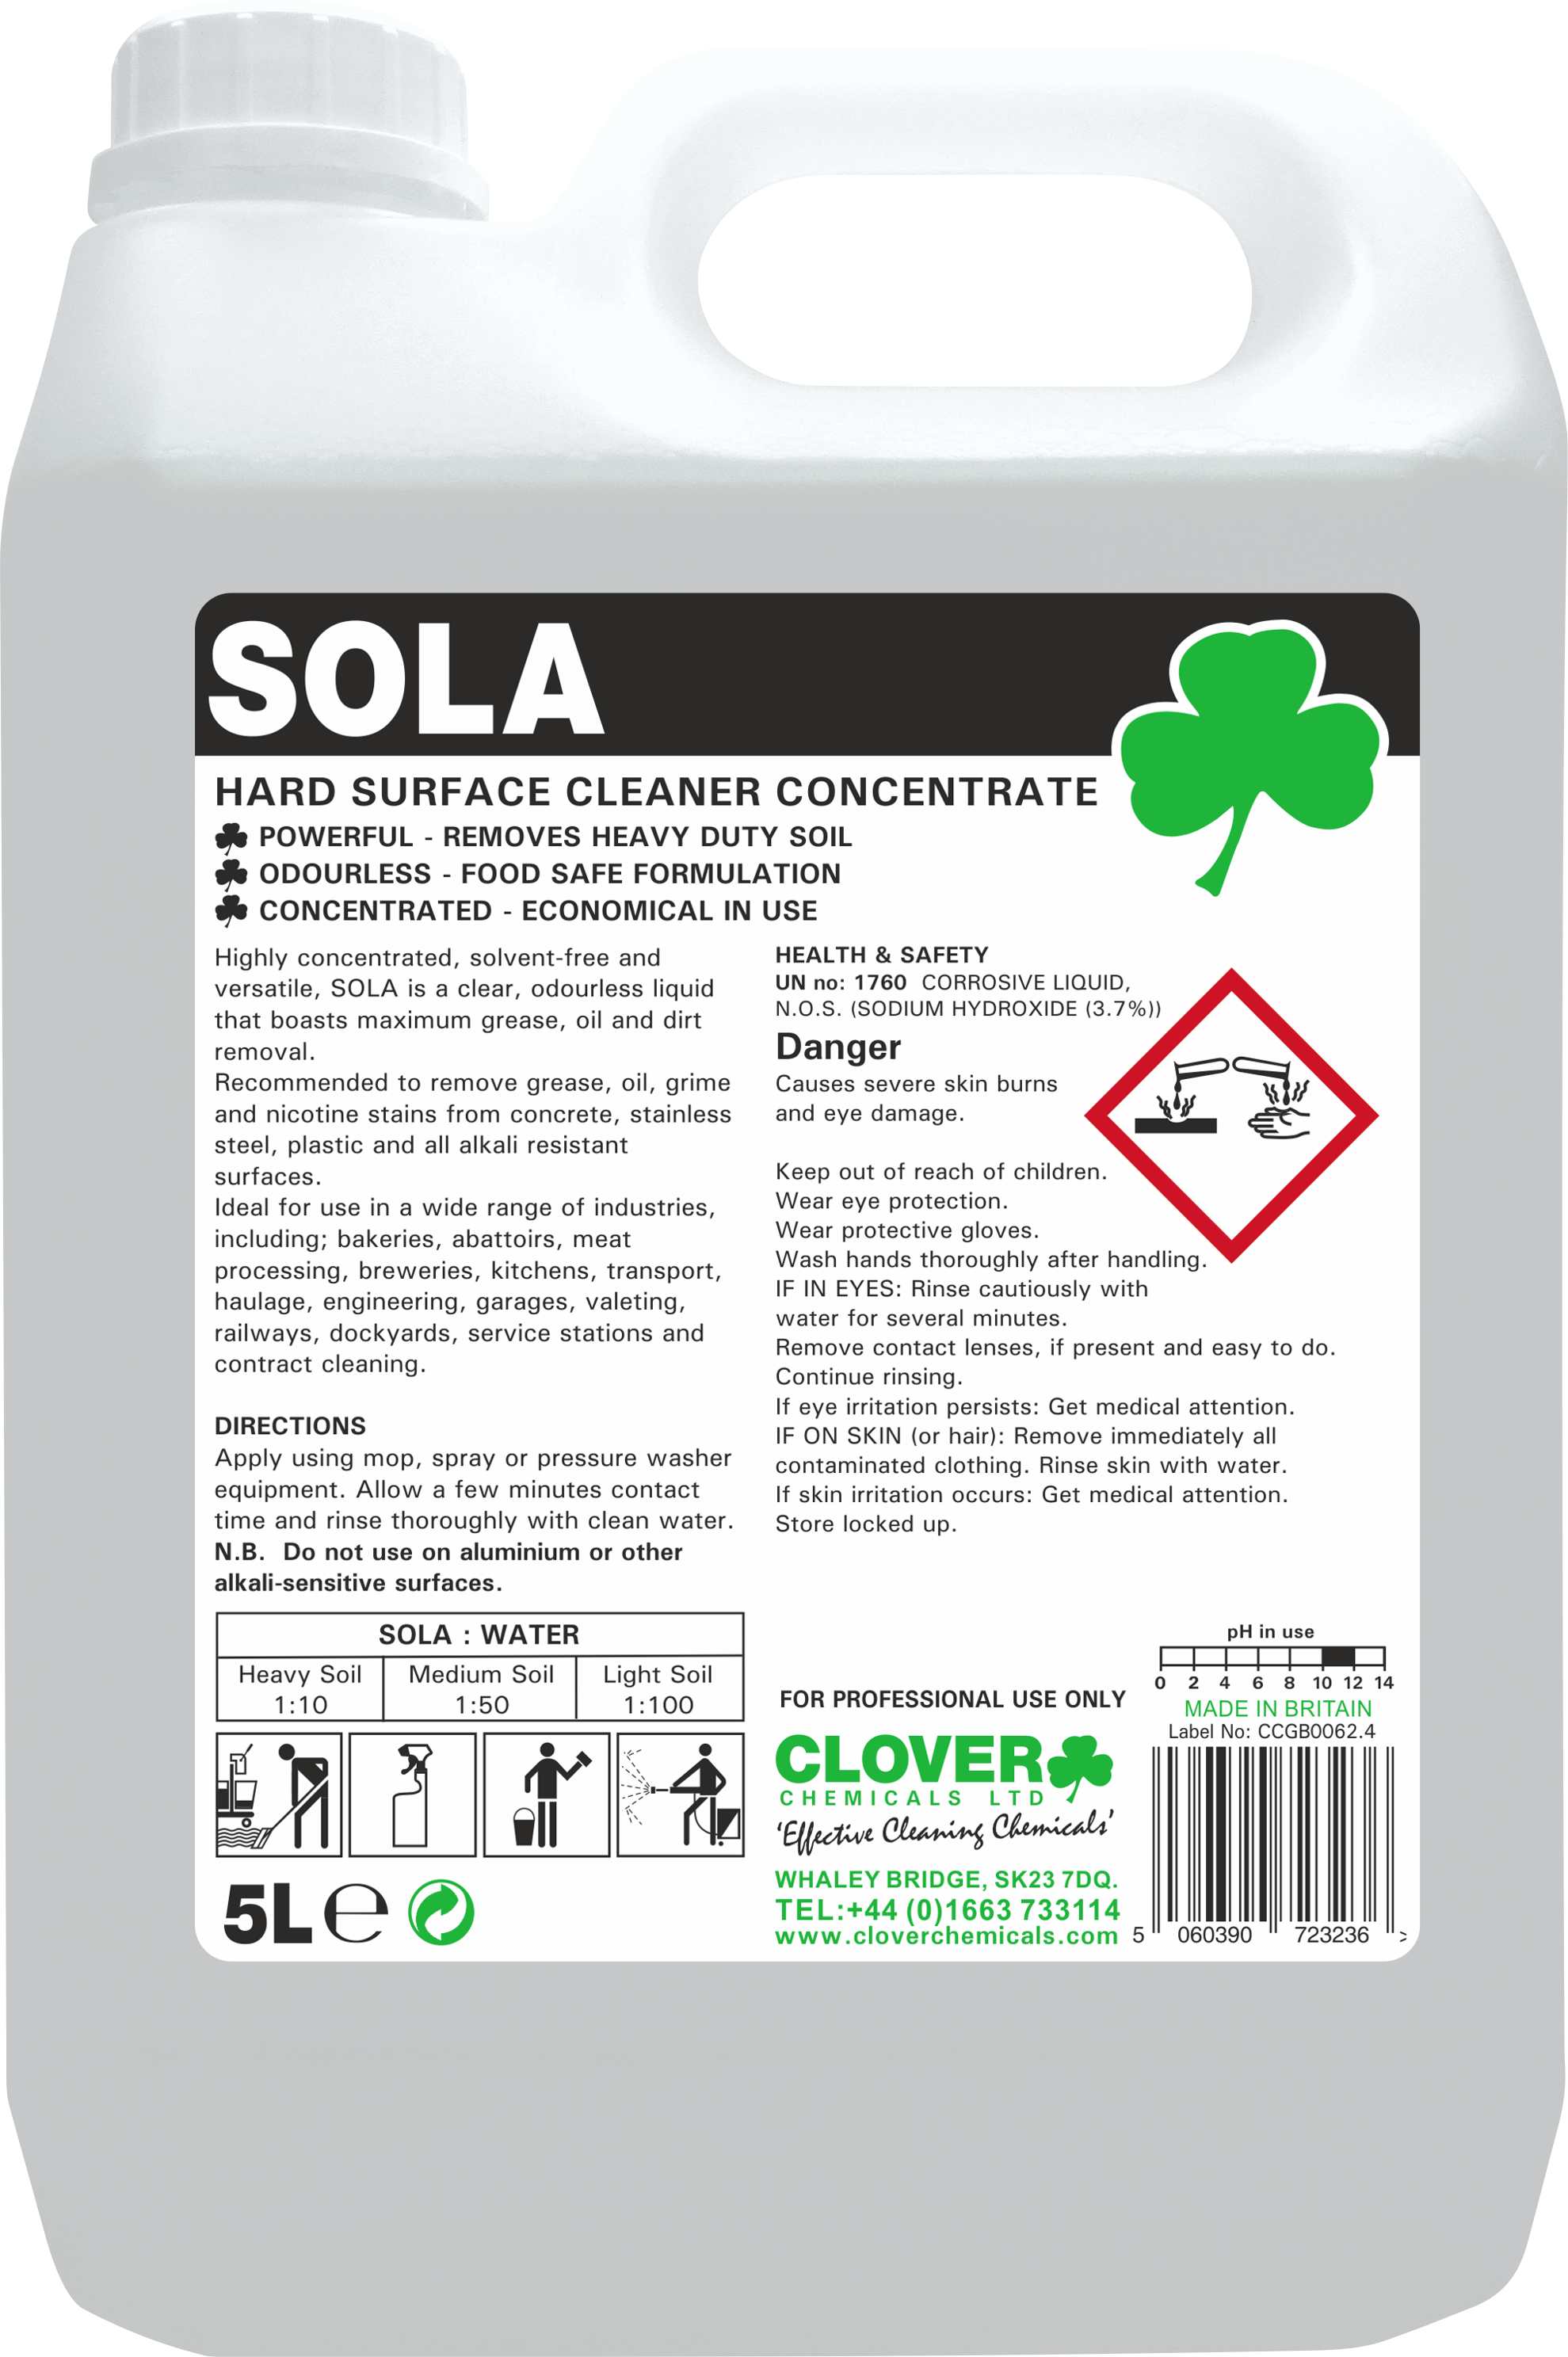 SOLA
HARD SURFACE CLEANER CONCENTRATE
POWERFUL - REMOVES HEAVY DUTY SOIL
ODOURLESS - FOOD SAFE FORMULATION
CONCENTRATED - ECONOMICAL IN USE
Highly concentrated, solvent-free and
versatile, SOLA is a clear, odourless liquid
that boasts maximum grease, oil and dirt
removal.
Recommended to remove grease, oil, grime
and nicotine stains from concrete, stainless
steel, plastic and all alkali resistant
surfaces.
Ideal for use in a wide range of industries,
including; bakeries, abattoirs, meat
processing, breweries, kitchens, transport,
haulage, engineering, garages, valeting,
railways, dockyards, service stations and
contract cleaning.
DIRECTIONS
Apply using mop, spray or pressure washer
equipment. Allow a few minutes contact
time and rinse thoroughly with clean water.
N.B. Do not use on aluminium or other
alkali-sensitive surfaces.
SOLA : WATER
Heavy Soil Medium Soil Light Soil
1:10 1:50 1:100
5L e
HEALTH & SAFETY
UN no: 1760 CORROSIVE LIQUID,
N.O.S. (SODIUM HYDROXIDE (3.7%))
Danger
Causes severe skin burns
and eye damage.
Keep out of reach of children.
Wear eye protection.
Wear protective gloves.
Wash hands thoroughly after handling.
IF IN EYES: Rinse cautiously with
water for several minutes.
Remove contact lenses, if present and easy to do.
Continue rinsing.
If eye irritation persists: Get medical attention.
IF ON SKIN (or hair): Remove immediately all
contaminated clothing. Rinse skin with water.
If skin irritation occurs: Get medical attention.
Store locked up.
FOR PROFESSIONAL USE ONLY
CLOVER
CHEMICALS LTD
'Effective Cleaning Chemicals'
WHALEY BRIDGE, SK23 7DQ.
TEL:+44 (0)1663 733114
www.cloverchemicals.com
pH in use
0 2 4 6 8 10 12 14
MADE IN BRITAIN
Label No: CCGB0062.4
5 060390 723236 >